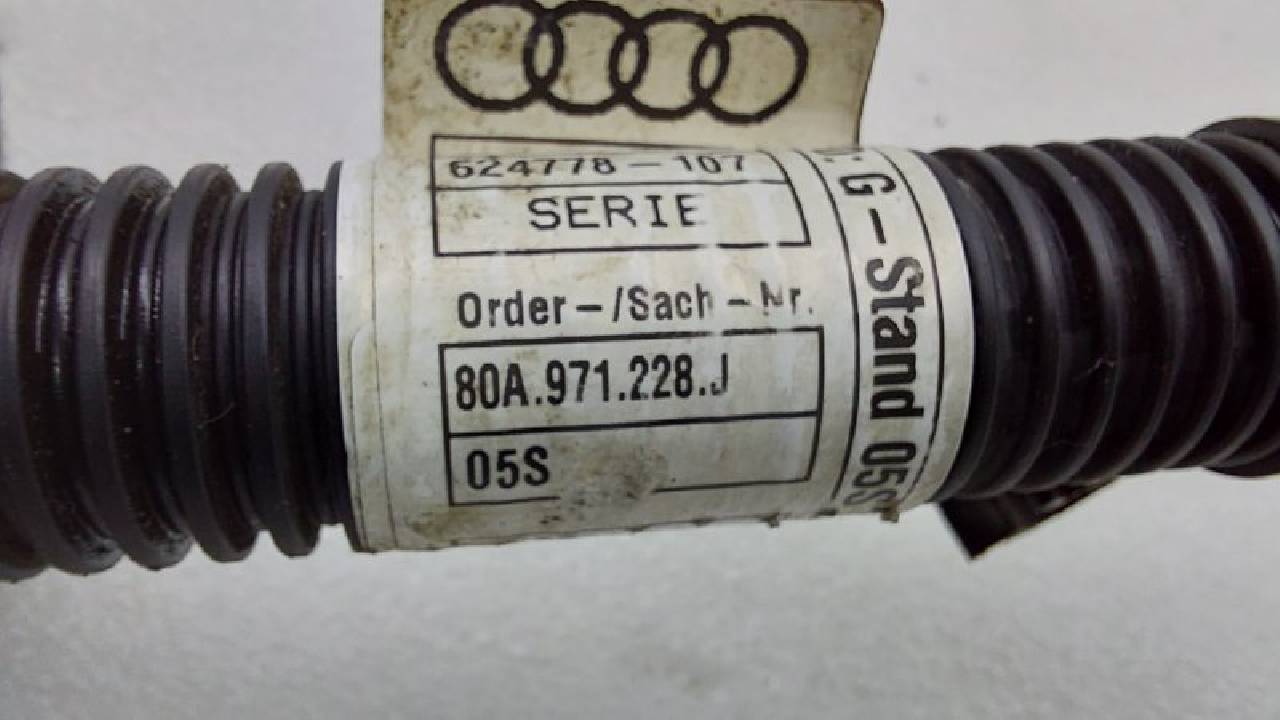 624778-107
SERIE
Order-/Sach-Nr.
80A.971.228.J
05S
G-Stand 05S